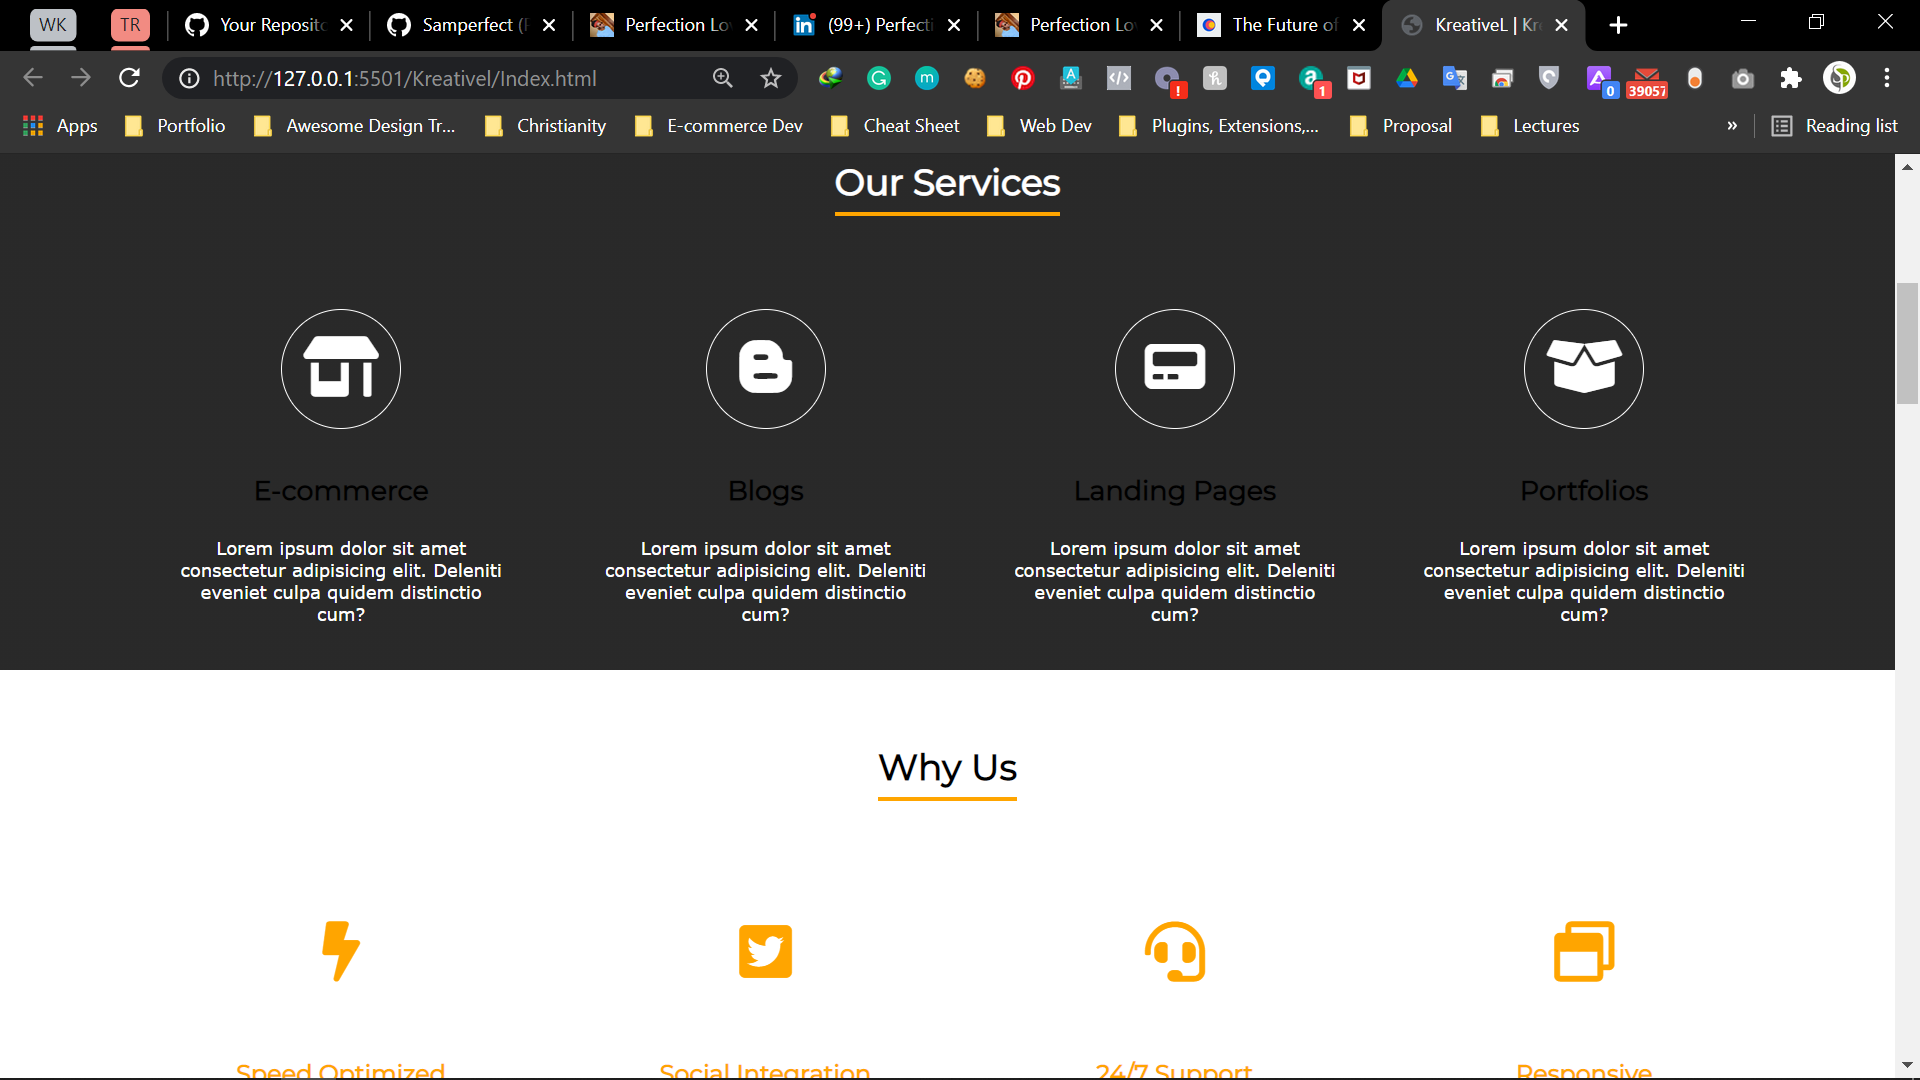 WK TR Your Reposito Samperfect ( Perfection Lo (99+) Perfecti Perfection Lo The Future of KreativeL | Kr
http://127.0.0.1:5501/Kreativel/Index.html 1 0 39057
Apps Portfolio Awesome Design Tr... Christianity E-commerce Dev Cheat Sheet Web Dev Plugins, Extensions,... Proposal Lectures » Reading list
Our Services
E-commerce Blogs Landing Pages Portfolios
Lorem ipsum dolor sit amet Lorem ipsum dolor sit amet Lorem ipsum dolor sit amet Lorem ipsum dolor sit amet
consectetur adipisicing elit. Deleniti consectetur adipisicing elit. Deleniti consectetur adipisicing elit. Deleniti consectetur adipisicing elit. Deleniti
eveniet culpa quidem distinctio eveniet culpa quidem distinctio eveniet culpa quidem distinctio eveniet culpa quidem distinctio
cum? cum? cum? cum?
Why Us
Speed Optimized Social Integration 24/7 Support Responsive